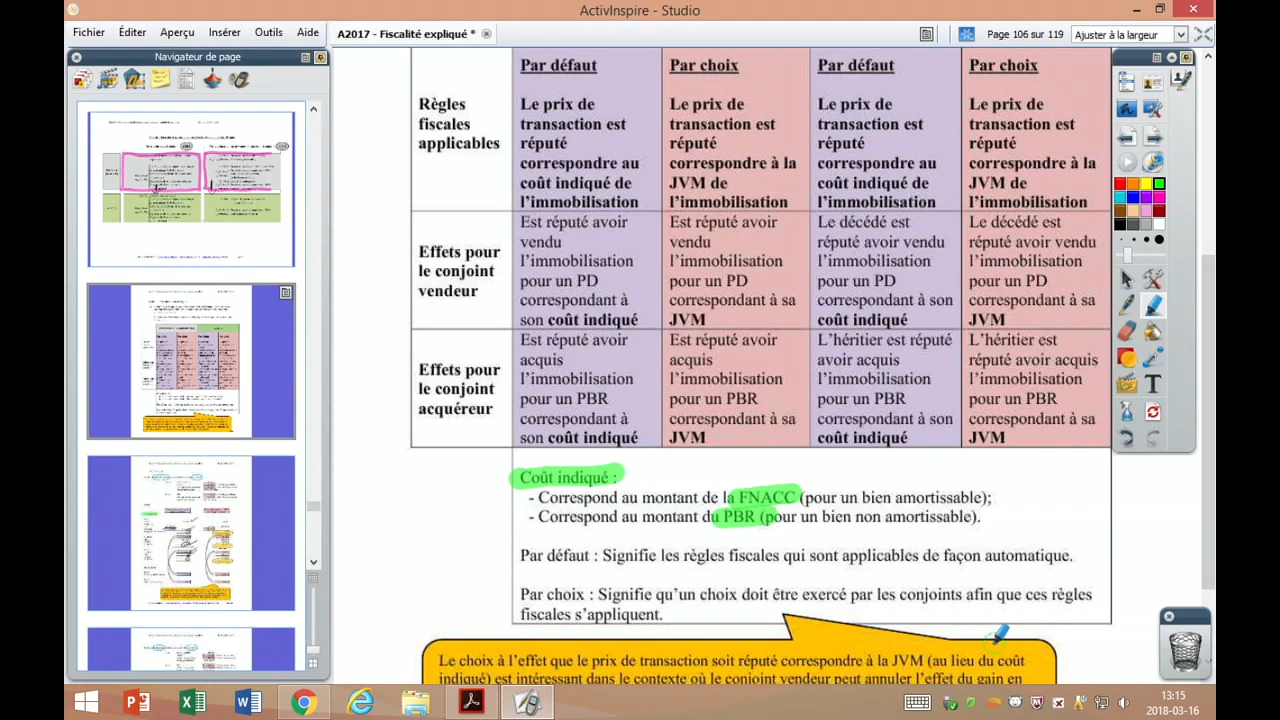 ActivInspire - Studio
Fichier Éditer Aperçu Insérer Outils Aide
A2017 - Fiscalité expliqué *
Page 106 sur 119
Ajuster à la largeur
Navigateur de page
Par défaut Par choix Par défaut Par choix
Règles fiscales applicables
Le prix de transaction est réputé correspondre au coût indiqué de l'immobilisation
Le prix de transaction est réputé correspondre à la JVM de l'immobilisation
Le prix de transaction est réputé correspondre au coût indiqué de l'immobilisation
Le prix de transaction est réputé correspondre à la JVM de l'immobilisation
Effets pour le conjoint vendeur
Est réputé avoir vendu l'immobilisation pour un PD correspondant à son coût indiqué
Est réputé avoir vendu l'immobilisation pour un PD correspondant à sa JVM
Le décédé est réputé avoir vendu l'immobilisation pour un PD correspondant à son coût indiqué
Le décédé est réputé avoir vendu l'immobilisation pour un PD correspondant à sa JVM
Effets pour le conjoint acquéreur
Est réputé avoir acquis l'immobilisation pour un PBR correspondant à son coût indiqué
Est réputé avoir acquis l'immobilisation pour un PBR correspondant à sa JVM
L'héritier est réputé avoir acquis l'immobilisation pour un PBR correspondant à son coût indiqué
L'héritier est réputé avoir acquis l'immobilisation pour un PBR correspondant à sa JVM
Coût indiqué :
- Correspond au montant de la FNACC (pour un bien amortissable);
- Correspond au montant du PBR (pour un bien non amortissable).
Par défaut : Signifie les règles fiscales qui sont applicables de façon automatique.
Par choix : Signifie qu'un choix doit être exercé par les conjoints afin que ces règles
fiscales s'appliquent.
Le choix à l'effet que le prix de transaction soir réputé correspondre à la JVM (au lieu du coût
indiqué) est intéressant dans le contexte où le conjoint vendeur peut annuler l'effet du gain en
13:15
2018-03-16